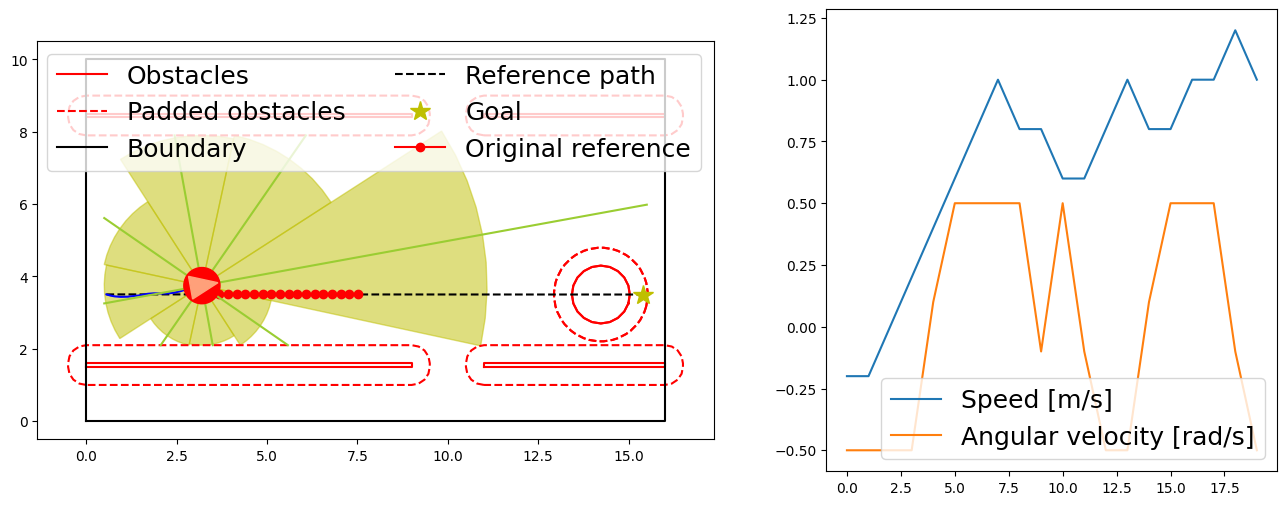 Obstacles
Padded obstacles
Boundary
Reference path
Goal
Original reference
10
8
6
4
2
0
0.0 2.5 5.0 7.5 10.0 12.5 15.0
1.25
1.00
0.75
0.50
0.25
0.00
−0.25
−0.50
Speed [m/s]
Angular velocity [rad/s]
0.0 2.5 5.0 7.5 10.0 12.5 15.0 17.5